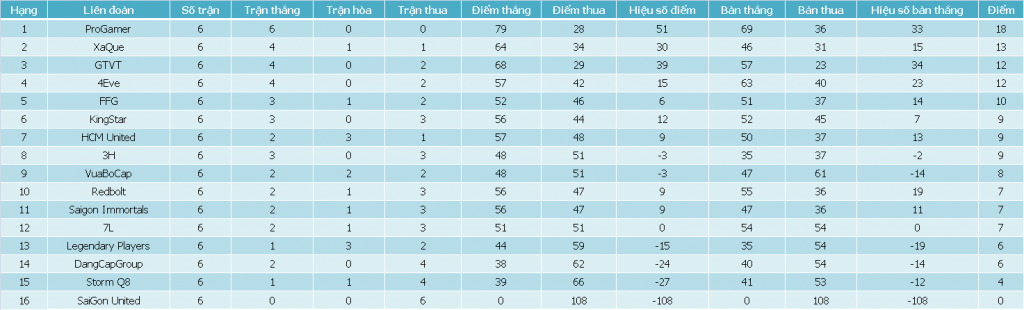 Hạng Liên đoàn Số trận Trận thắng Trận hòa Trận thua Điểm thắng Điểm thua Hiệu số điểm Bàn thắng Bàn thua Hiệu số bàn thắng Điểm
1 ProGamer 6 6 0 0 79 28 51 69 36 33 18
2 XaQue 6 4 1 1 64 34 30 46 31 15 13
3 GTVT 6 4 0 2 68 29 39 57 23 34 12
4 4Eve 6 4 0 2 57 42 15 63 40 23 12
5 FFG 6 3 1 2 52 46 6 51 37 14 10
6 KingStar 6 3 0 3 56 44 12 52 45 7 9
7 HCM United 6 2 3 1 57 48 9 50 37 13 9
8 3H 6 3 0 3 48 51 -3 35 37 -2 9
9 VuaBoCap 6 2 2 2 48 51 -3 47 61 -14 8
10 Redbolt 6 2 1 3 56 47 9 55 36 19 7
11 Saigon Immortals 6 2 1 3 56 47 9 47 36 11 7
12 7L 6 2 1 3 51 51 0 54 54 0 7
13 Legendary Players 6 1 3 2 44 59 -15 35 54 -19 6
14 DangCapGroup 6 2 0 4 38 62 -24 40 54 -14 6
15 Storm Q8 6 1 1 4 39 66 -27 41 53 -12 4
16 SaiGon United 6 0 0 6 0 108 -108 0 108 -108 0